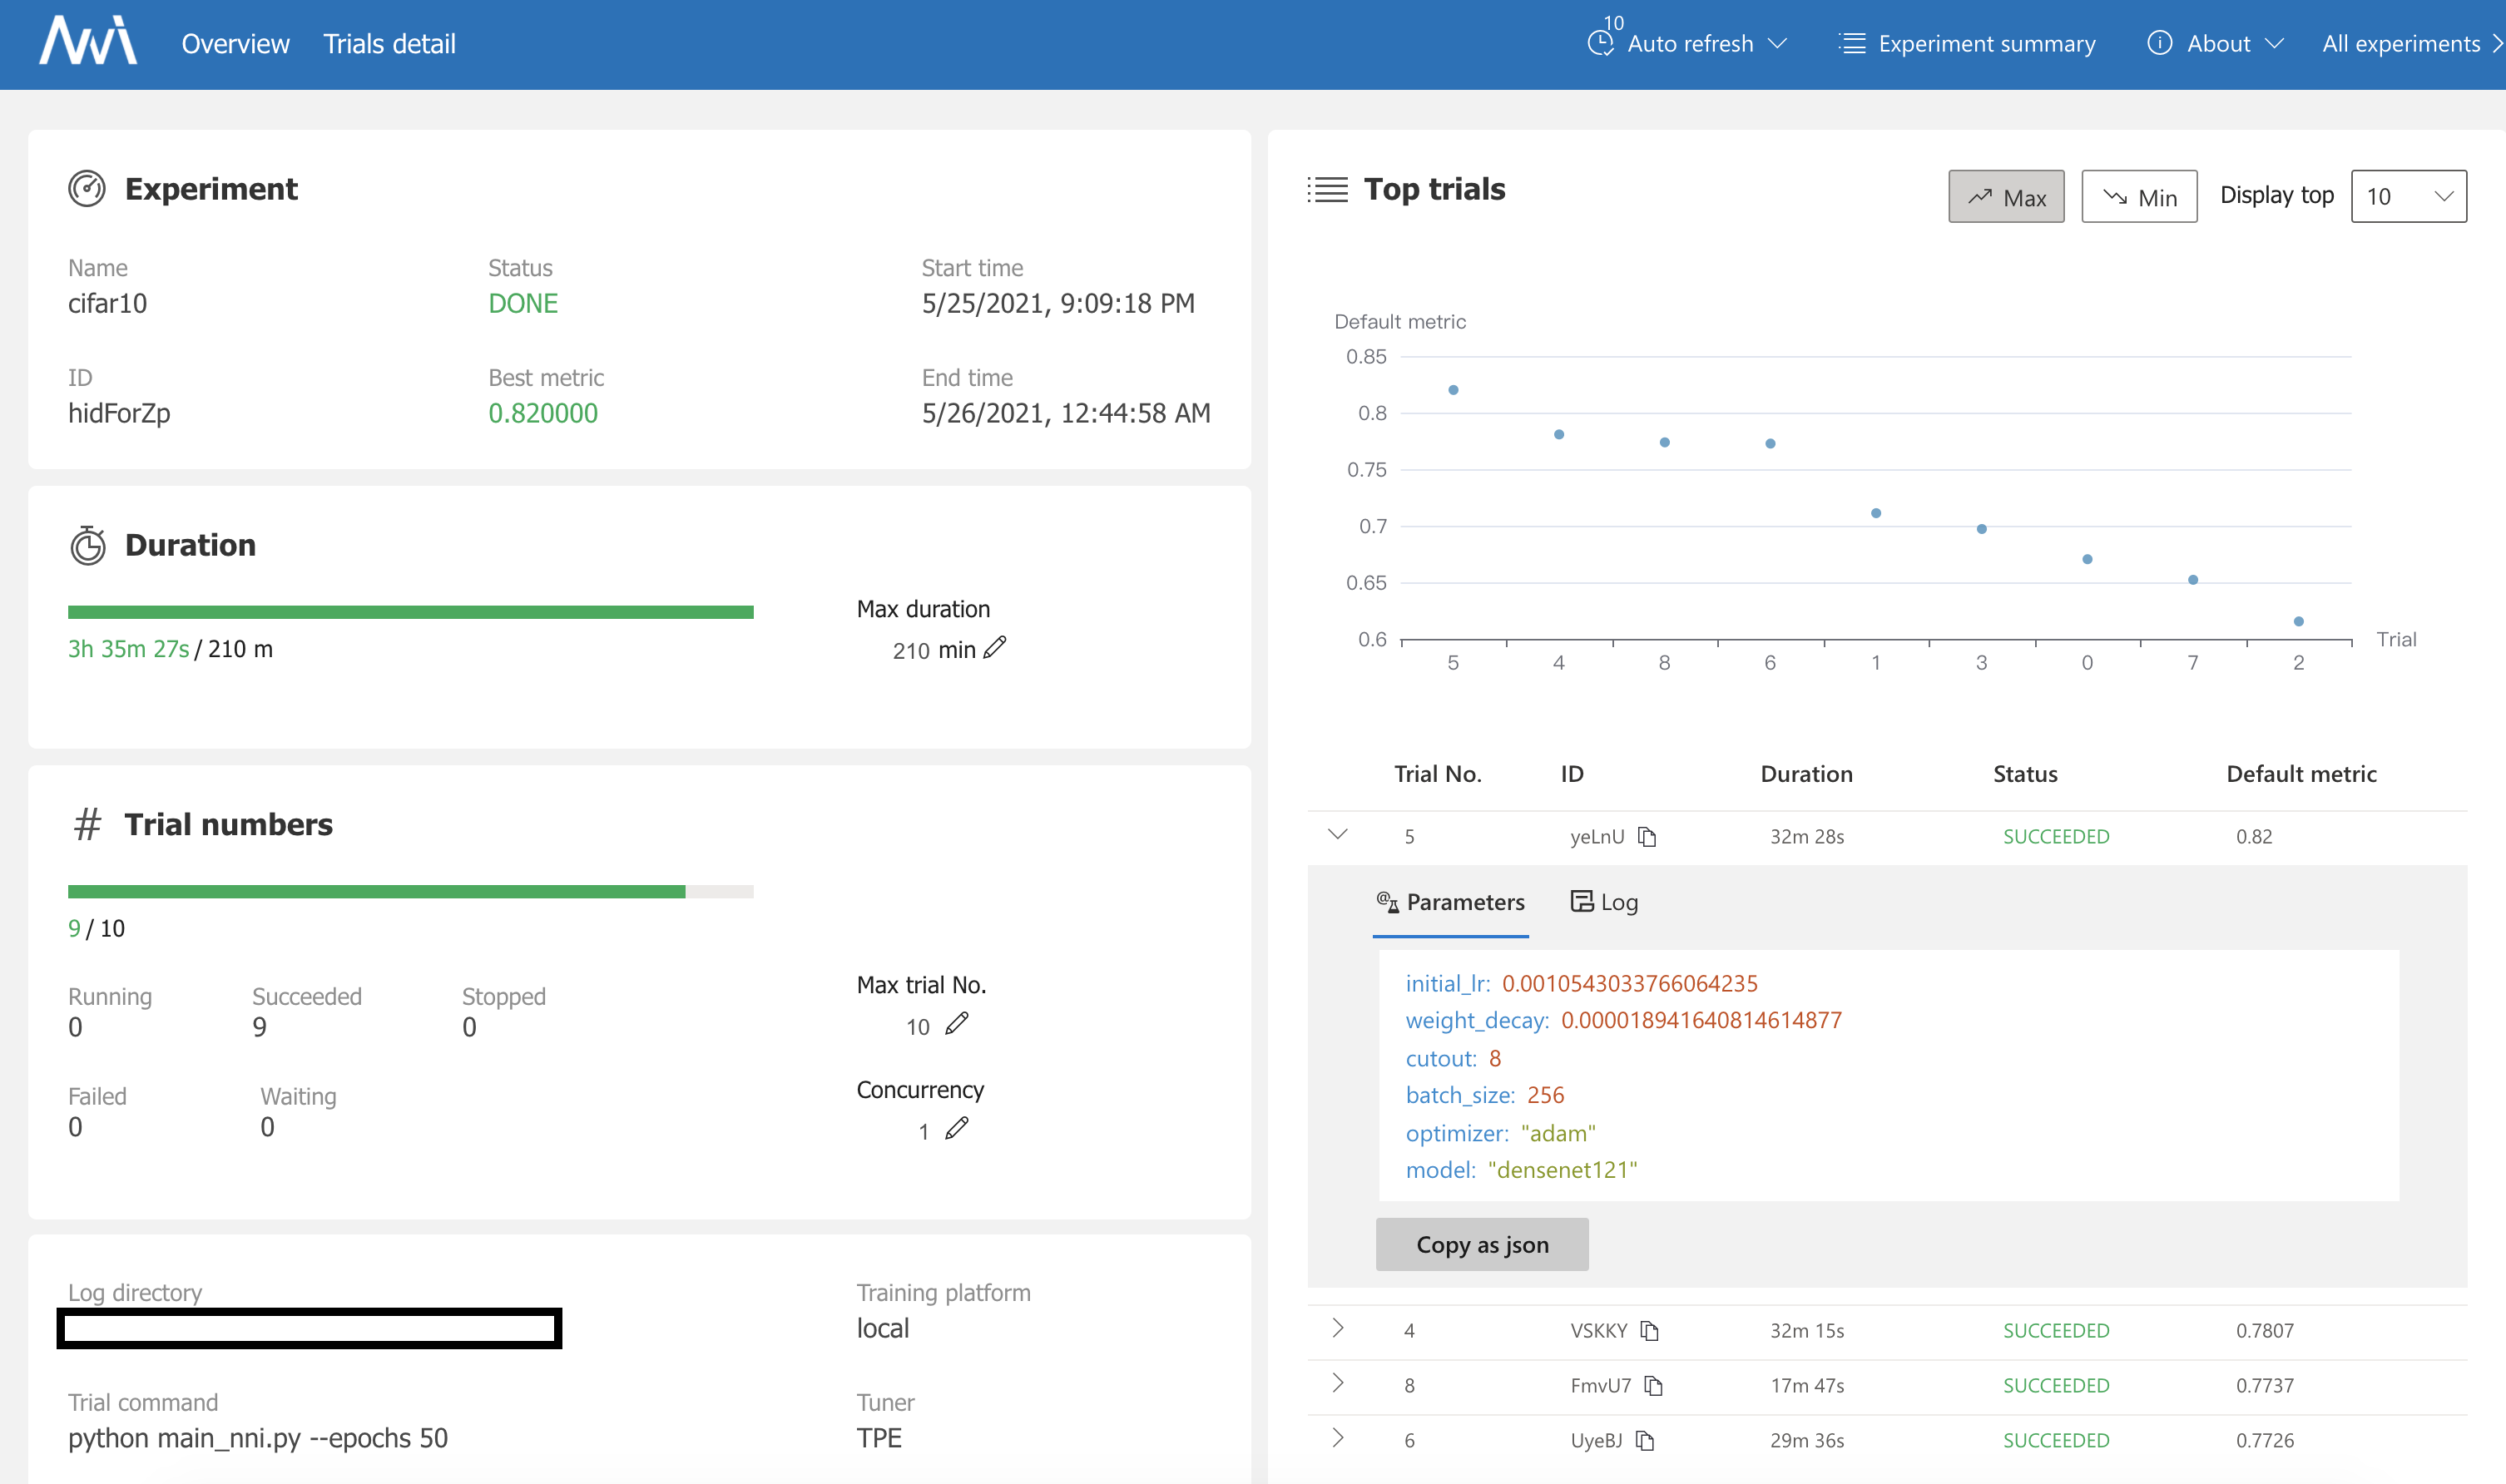 NNI
Overview
Trials detail
10
Auto refresh
Experiment summary
About
All experiments
Experiment
Name
Status
Start time
cifar10
DONE
5/25/2021, 9:09:18 PM
ID
Best metric
End time
hidForZp
0.820000
5/26/2021, 12:44:58 AM
Duration
3h 35m 27s / 210 m
Max duration
210 min
# Trial numbers
9 / 10
Running
Succeeded
Stopped
0
9
0
Failed
Waiting
0
0
Max trial No.
10
Concurrency
1
Log directory
Training platform
local
Trial command
Tuner
python main_nni.py --epochs 50
TPE
Top trials
Max
Min
Display top
10
Default metric
0.85
0.8
0.75
0.7
0.65
0.6
5 4 8 6 1 3 0 7 2
Trial
Trial No. ID Duration Status Default metric
5 yeLnU 32m 28s SUCCEEDED 0.82
Parameters
Log
initial_lr: 0.0010543033766064235
weight_decay: 0.000018941640814614877
cutout: 8
batch_size: 256
optimizer: "adam"
model: "densenet121"
Copy as json
4 VSKKY 32m 15s SUCCEEDED 0.7807
8 FmvU7 17m 47s SUCCEEDED 0.7737
6 UyeBJ 29m 36s SUCCEEDED 0.7726